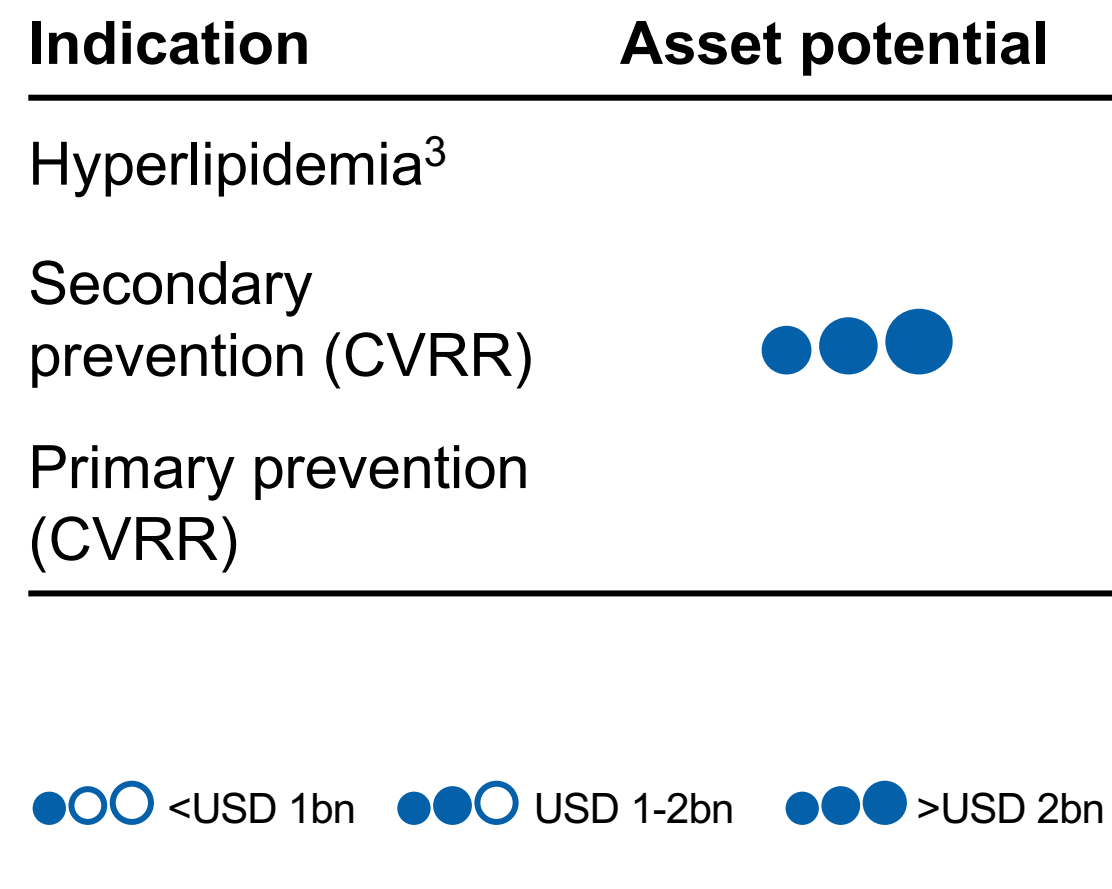 Indication Asset potential
Hyperlipidemia³
Secondary
prevention (CVRR)
Primary prevention
(CVRR)
<USD 1bn USD 1-2bn >USD 2bn